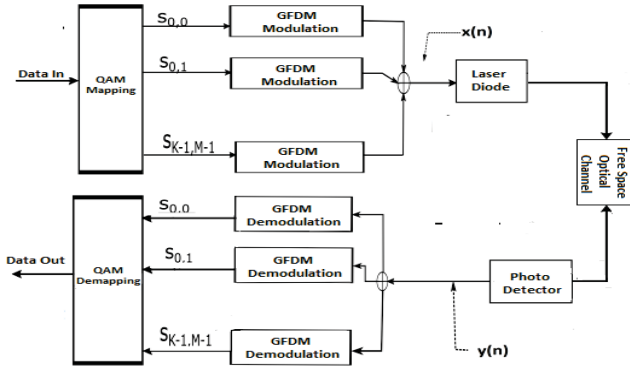 S0,0
GFDM
Modulation
x(n)
Data In
QAM
Mapping
S0,1
GFDM
Modulation
Laser
Diode
SK-1,M-1
GFDM
Modulation
Free Space
Optical
Channel
S0.0
GFDM
Demodulation
Data Out
QAM
Demapping
S0.1
GFDM
Demodulation
Photo
Detector
SK-1.M-1
GFDM
Demodulation
y(n)